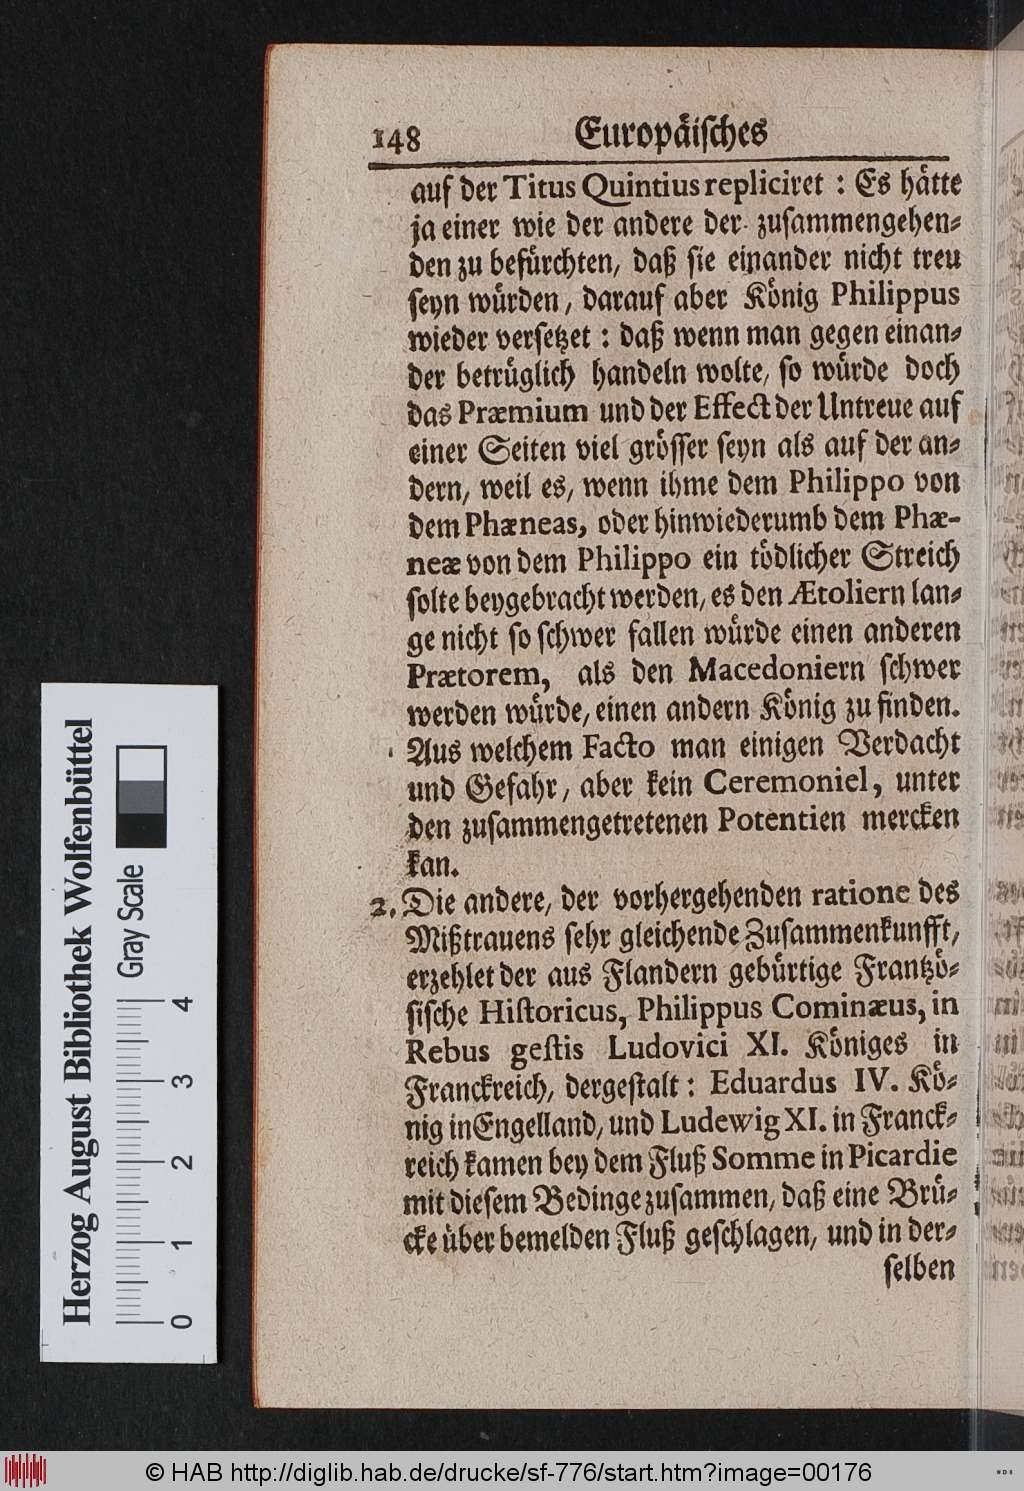 148 Europäisches
auf der Titus Quintius repliciret : Es hätte
ja einer wie der andere der zusammengehen-
den zu befürchten, daß sie einander nicht treu
seyn würden, darauf aber König Philippus
wieder versetzet : daß wenn man gegen einan-
der betrüglich handeln wolte, so würde doch
das Præmium und der Effect der Untreue auf
einer Seiten viel grösser seyn als auf der an-
dern, weil es, wenn ihme dem Philippo von
dem Phæneas, oder hinwiederumb dem Phæ-
neæ von dem Philippo ein tödlicher Streich
solte beygebracht werden, es den Ætoliern lan-
ge nicht so schwer fallen würde einen anderen
Prætorem, als den Macedoniern schwer
werden würde, einen andern König zu finden.
Aus welchem Facto man einigen Verdacht
und Gefahr, aber kein Ceremoniel, unter
den zusammengetretenen Potentien mercken
kan.
2. Die andere, der vorhergehenden ratione des
Mißtrauens sehr gleichende Zusammenkunfft,
erzehlet der aus Flandern gebürtige Frantzö-
sische Historicus, Philippus Cominæus, in
Rebus gestis Ludovici XI. Königes in
Franckreich, dergestalt : Eduardus IV. Kö-
nig in Engelland, und Ludewig XI. in Franck-
reich kamen bey dem Fluß Somme in Picardie
mit diesem Bedinge zusammen, daß eine Brü-
cke über bemelden Fluß geschlagen, und in der-
selben
Herzog August Bibliothek Wolfenbüttel
Gray Scale
0 1 2 3 4
© HAB http://diglib.hab.de/drucke/sf-776/start.htm?image=00176